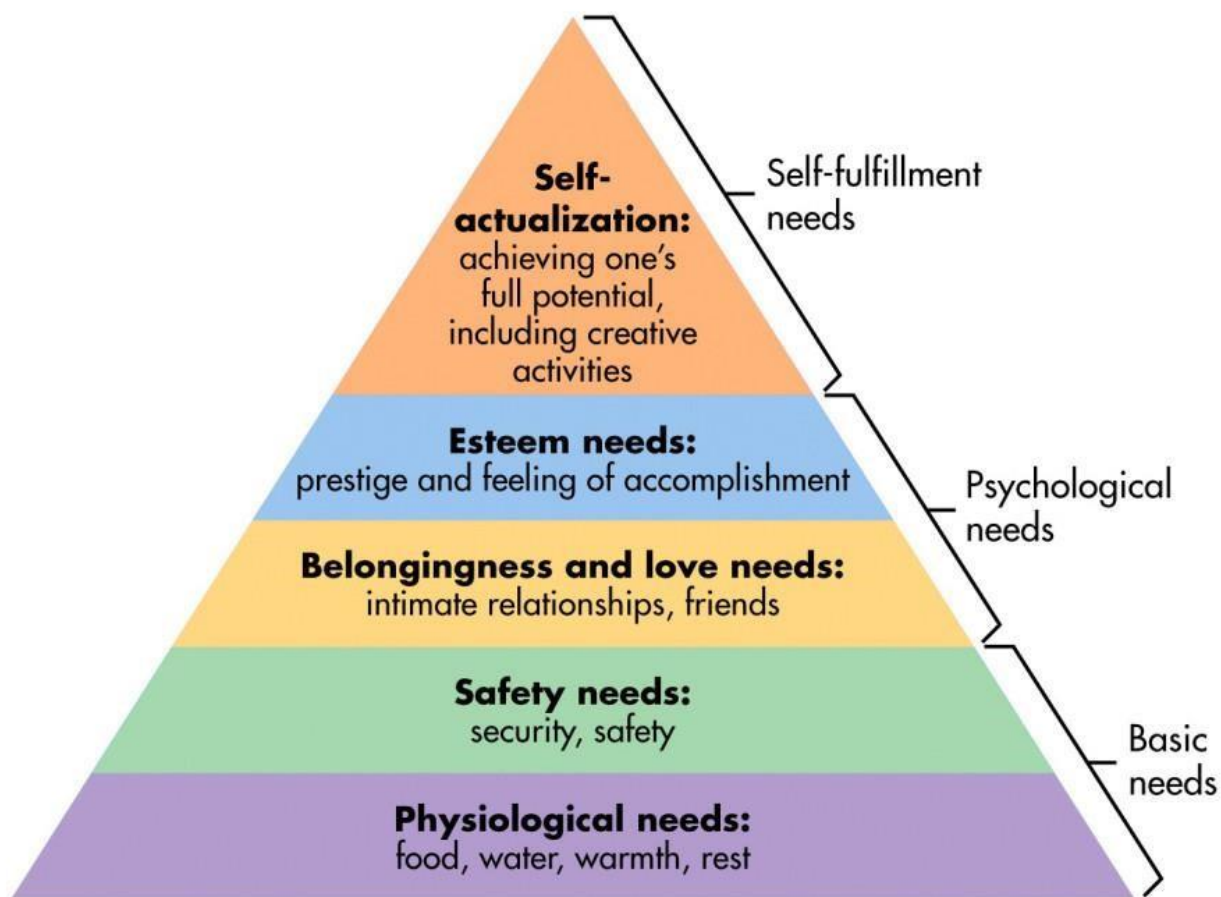 Self-
actualization:
achieving one's
full potential,
including creative
activities
Self-fulfillment
needs
Esteem needs:
prestige and feeling of accomplishment
Psychological
needs
Belongingness and love needs:
intimate relationships, friends
Safety needs:
security, safety
Basic
needs
Physiological needs:
food, water, warmth, rest